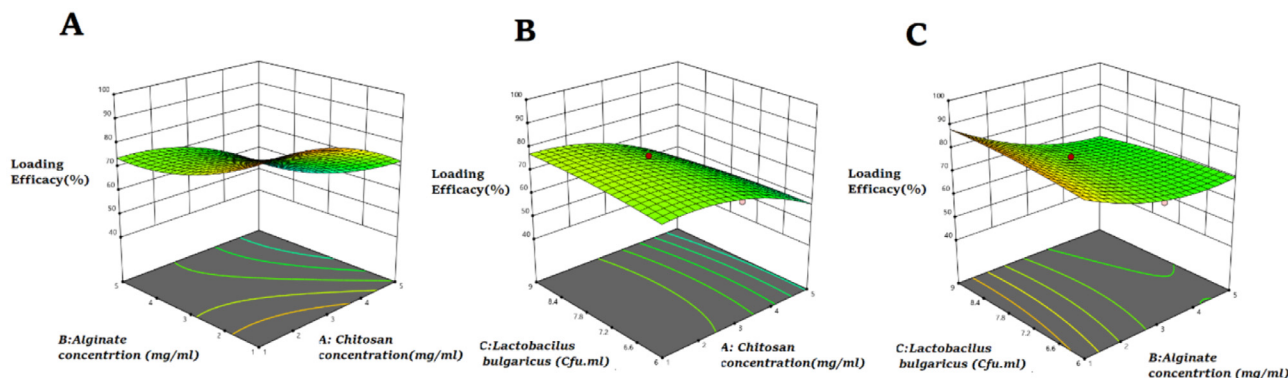 A
B
C
100
90
80
70
60
50
40
Loading
Efficacy(%)
5
4
3
2
1
1
2
3
4
5
B:Alginate
concentrtion (mg/ml)
A: Chitosan
concentration(mg/ml)
100
90
80
70
60
50
40
Loading
Efficacy(%)
9
8.4
7.8
7.2
6.6
6
1
2
3
4
5
C:Lactobacilus
bulgaricus (Cfu.ml)
A: Chitosan
concentration(mg/ml)
100
90
80
70
60
50
40
Loading
Efficacy(%)
9
8.4
7.8
7.2
6.6
6
1
2
3
4
5
C:Lactobacilus
bulgaricus (Cfu.ml)
B:Alginate
concentrtion (mg/ml)